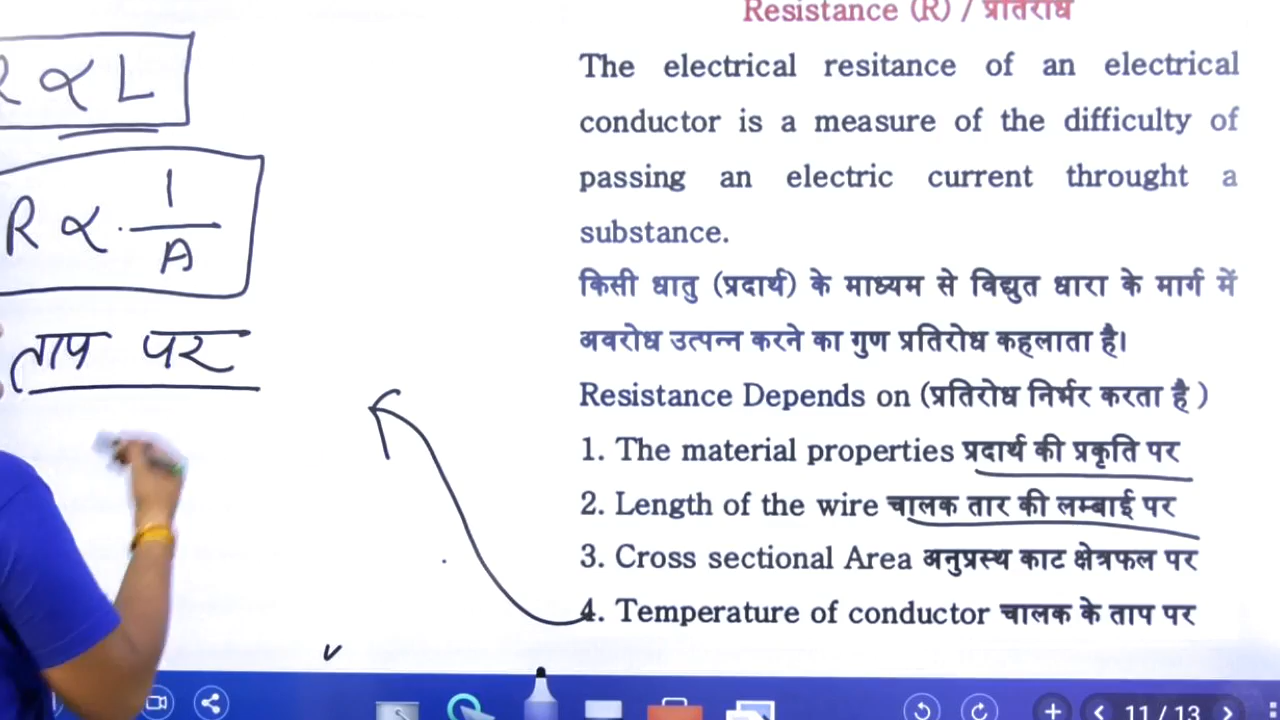 R ∝ L
R ∝ 1/A
ताप पर
Resistance (R) / प्रतिरोध
The electrical resitance of an electrical
conductor is a measure of the difficulty of
passing an electric current throught a
substance.
किसी धातु (प्रदार्थ) के माध्यम से विद्युत धारा के मार्ग में
अवरोध उत्पन्न करने का गुण प्रतिरोध कहलाता है।
Resistance Depends on (प्रतिरोध निर्भर करता है )
1. The material properties प्रदार्थ की प्रकृति पर
2. Length of the wire चालक तार की लम्बाई पर
3. Cross sectional Area अनुप्रस्थ काट क्षेत्रफल पर
4. Temperature of conductor चालक के ताप पर
11 / 13